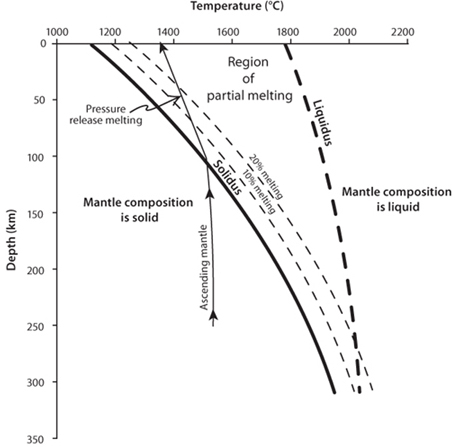 Temperature (°C)
1000 1200 1400 1600 1800 2000 2200
0
50
100
150
200
250
300
350
Depth (km)
Region
of
partial melting
Pressure
release melting
Liquidus
Solidus
20% melting
10% melting
Mantle composition
is solid
Mantle composition
is liquid
Ascending mantle